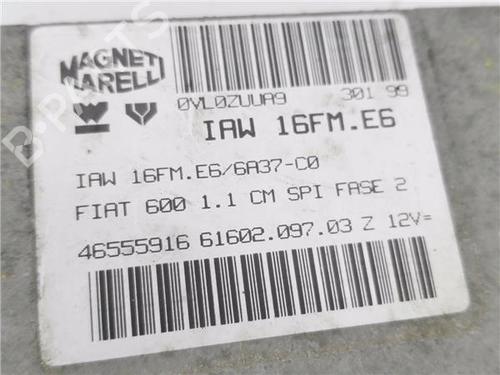 MAGNETI
MARELLI
0VL0ZUUA9 301 99
IAW 16FM.E6
IAW 16FM.E6/6A37-C0
FIAT 600 1.1 CM SPI FASE 2
46555916 61602.097.03 Z 12V=
B-PARTS